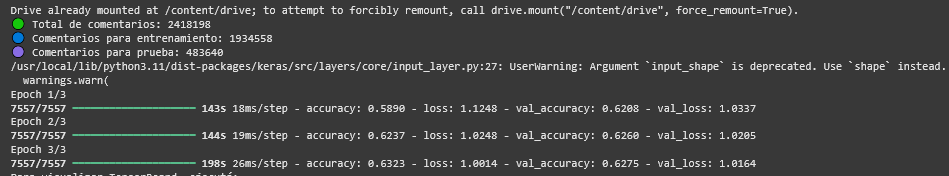 Drive already mounted at /content/drive; to attempt to forcibly remount, call drive.mount("/content/drive", force_remount=True).
Total de comentarios: 2418198
Comentarios para entrenamiento: 1934558
Comentarios para prueba: 483640
/usr/local/lib/python3.11/dist-packages/keras/src/layers/core/input_layer.py:27: UserWarning: Argument `input_shape` is deprecated. Use `shape` instead.
warnings.warn(
Epoch 1/3
7557/7557 143s 18ms/step - accuracy: 0.5890 - loss: 1.1248 - val_accuracy: 0.6208 - val_loss: 1.0337
Epoch 2/3
7557/7557 144s 19ms/step - accuracy: 0.6237 - loss: 1.0248 - val_accuracy: 0.6260 - val_loss: 1.0205
Epoch 3/3
7557/7557 198s 26ms/step - accuracy: 0.6323 - loss: 1.0014 - val_accuracy: 0.6275 - val_loss: 1.0164